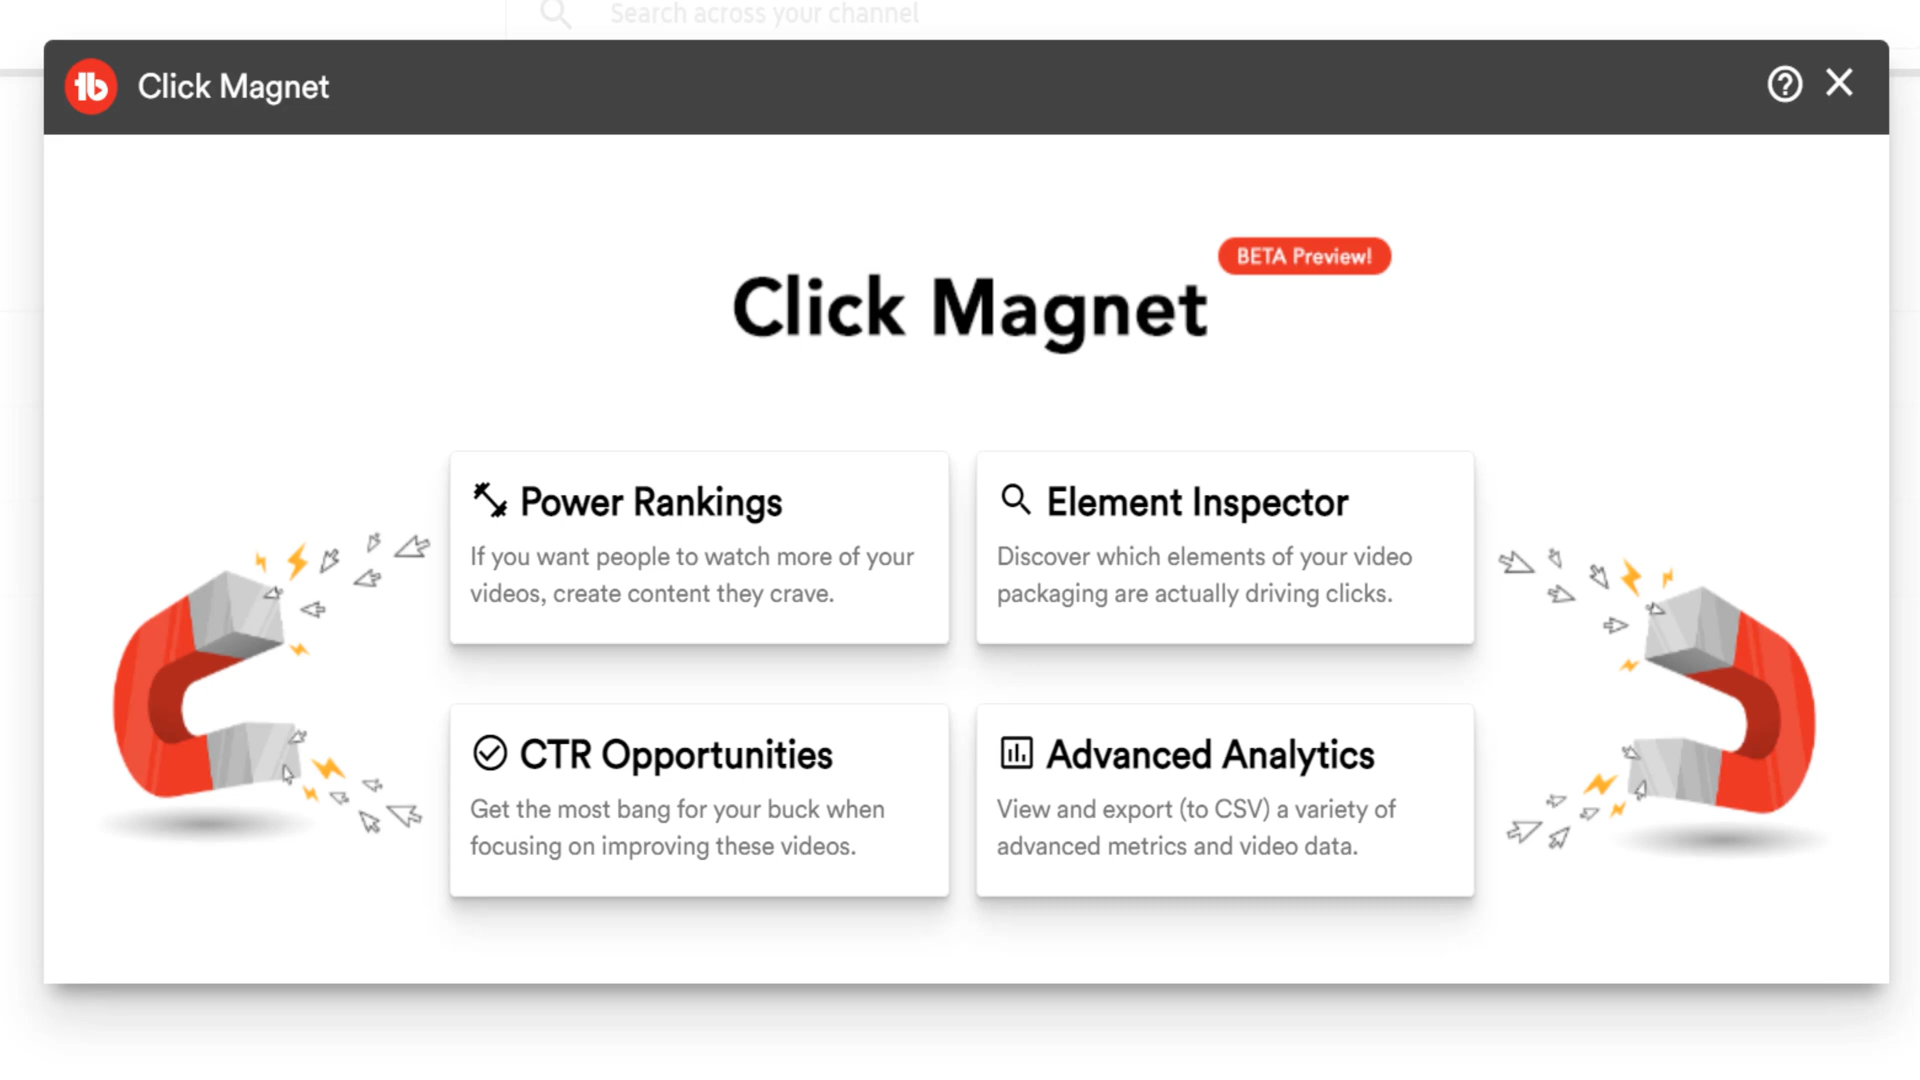 Search across your channel
tb Click Magnet
BETA Preview!
Click Magnet
Power Rankings
If you want people to watch more of your
videos, create content they crave.
Element Inspector
Discover which elements of your video
packaging are actually driving clicks.
CTR Opportunities
Get the most bang for your buck when
focusing on improving these videos.
Advanced Analytics
View and export (to CSV) a variety of
advanced metrics and video data.